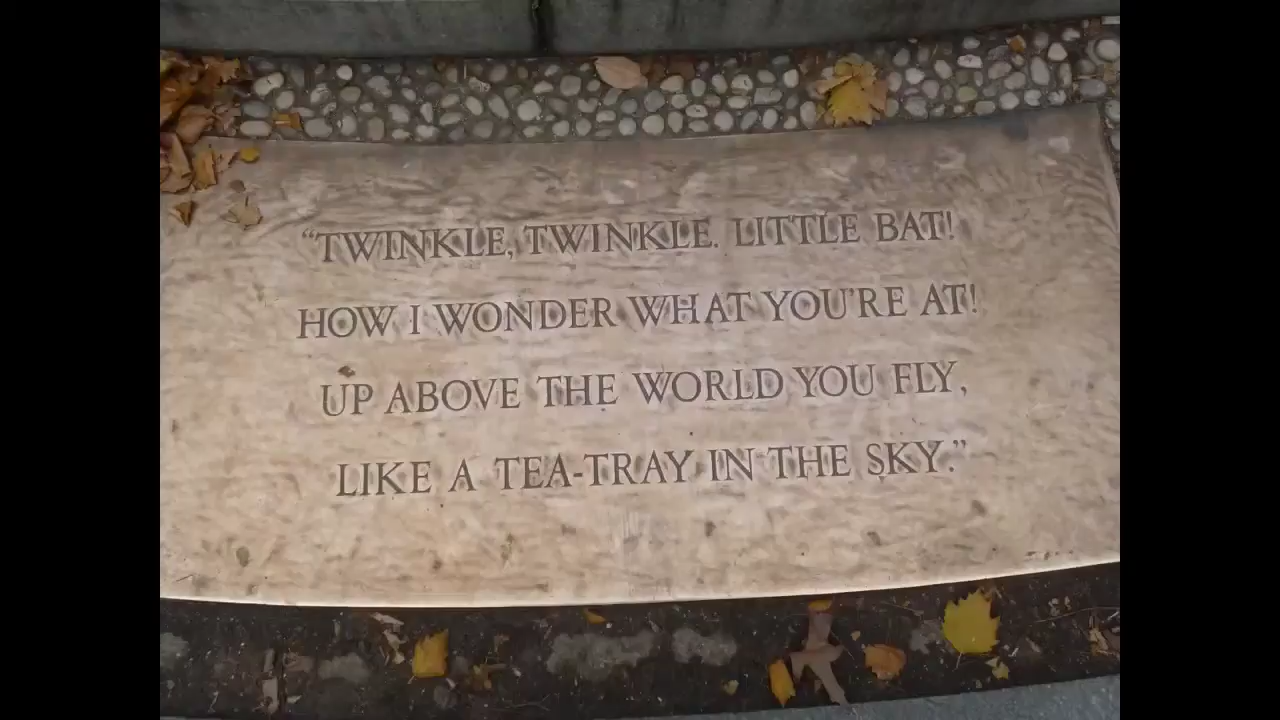 “TWINKLE, TWINKLE. LITTLE BAT!
HOW I WONDER WHAT YOU'RE AT!
UP ABOVE THE WORLD YOU FLY,
LIKE A TEA-TRAY IN THE SKY.”